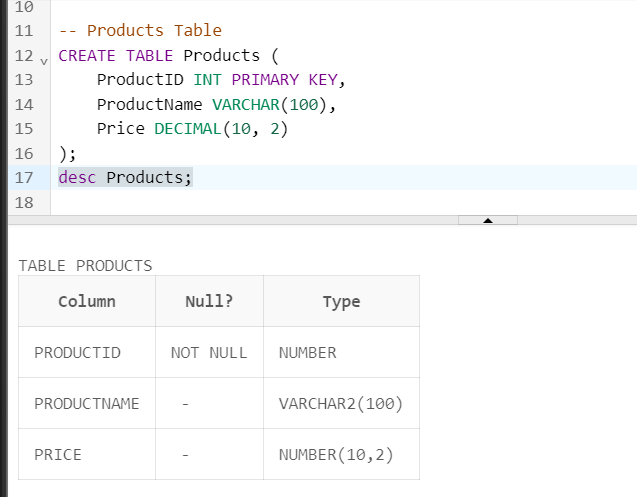 10
11 -- Products Table
12 CREATE TABLE Products (
13 ProductID INT PRIMARY KEY,
14 ProductName VARCHAR(100),
15 Price DECIMAL(10, 2)
16 );
17 desc Products;
18
TABLE PRODUCTS
Column Null? Type
PRODUCTID NOT NULL NUMBER
PRODUCTNAME - VARCHAR2(100)
PRICE - NUMBER(10,2)